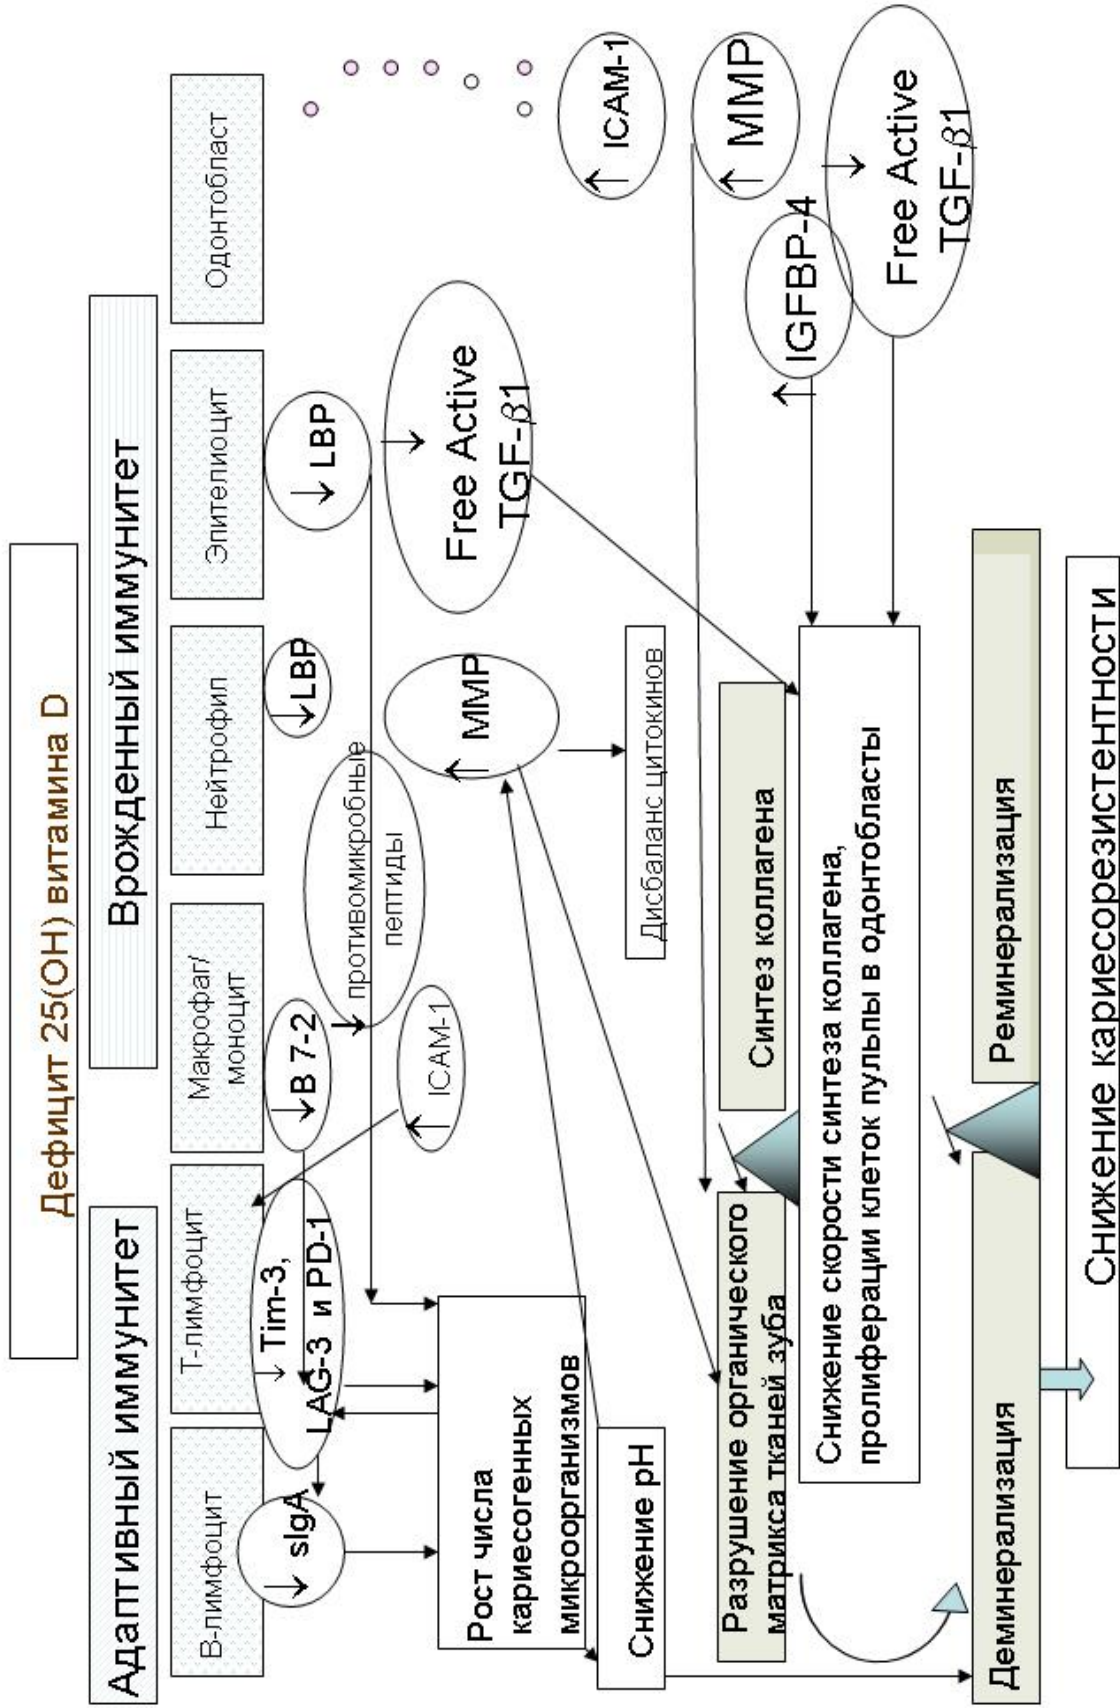 Дефицит 25(ОН) витамина D
Адаптивный иммунитет
Врожденный иммунитет
В-лимфоцит
Т-лимфоцит
Макрофаг/
моноцит
Нейтрофил
Эпителиоцит
Одонтобласт
↓ sIgA
↓ Tim-3,
LAG-3 и PD-1
↓ В 7-2
↓ LBP
↓ LBP
противомикробные
пептиды
↓
↑ ICAM-1
↑ MMP
↓
Free Active
TGF-β1
↑ ICAM-1
↑ MMP
↑ IGFBP-4
↓
Free Active
TGF-β1
Рост числа
кариесогенных
микроорганизмов
Снижение рН
Дисбаланс цитокинов
Разрушение органического
матрикса тканей зуба
Синтез коллагена
Снижение скорости синтеза коллагена,
пролиферации клеток пульпы в одонтобласты
Деминерализация
Реминерализация
Снижение кариесорезистентности